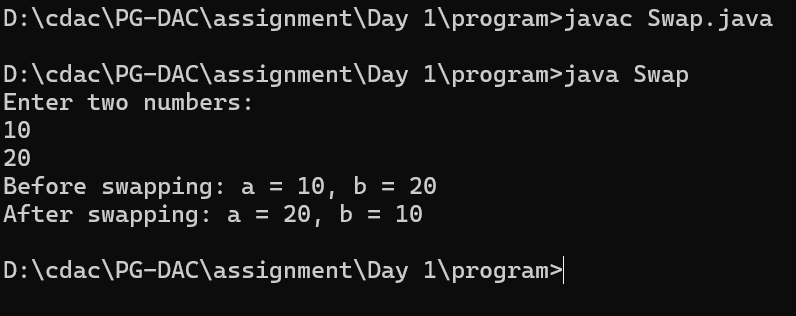 D:\cdac\PG-DAC\assignment\Day 1\program>javac Swap.java
D:\cdac\PG-DAC\assignment\Day 1\program>java Swap
Enter two numbers:
10
20
Before swapping: a = 10, b = 20
After swapping: a = 20, b = 10
D:\cdac\PG-DAC\assignment\Day 1\program>